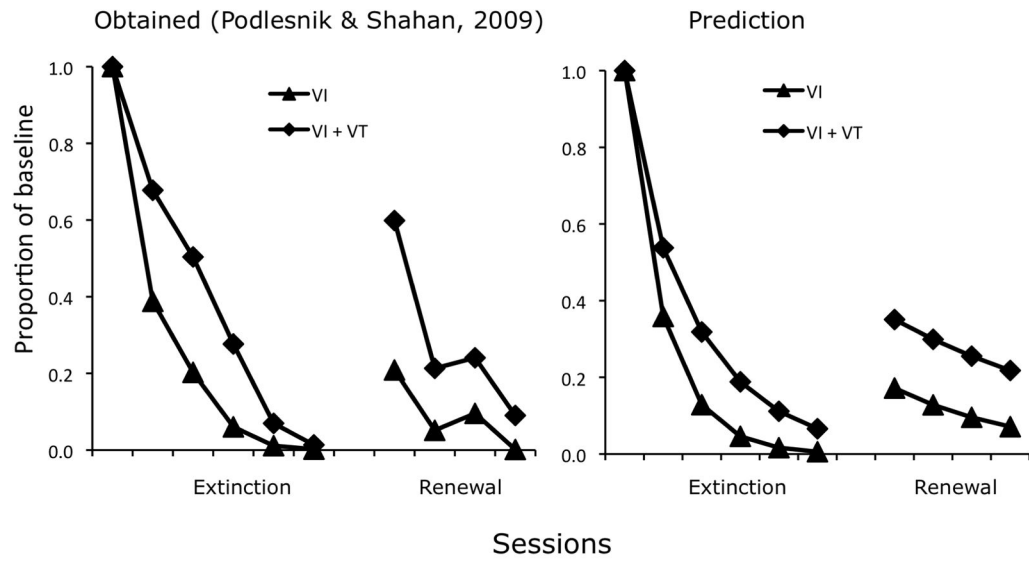 Obtained (Podlesnik & Shahan, 2009)
Prediction
Proportion of baseline
1.0
0.8
0.6
0.4
0.2
0.0
VI
VI + VT
Extinction
Renewal
1.0
0.8
0.6
0.4
0.2
0.0
VI
VI + VT
Extinction
Renewal
Sessions